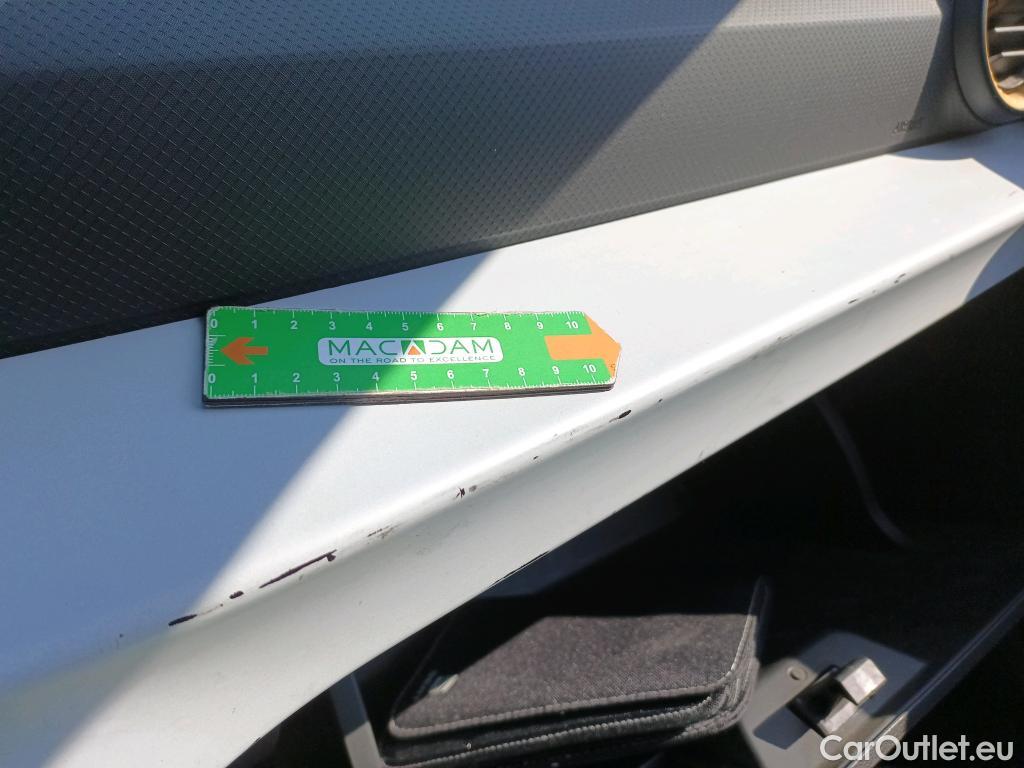 0 1 2 3 4 5 6 7 8 9 10
MACADAM
ON THE ROAD TO EXCELLENCE
0 1 2 3 4 5 6 7 8 9 10
CarOutlet.eu